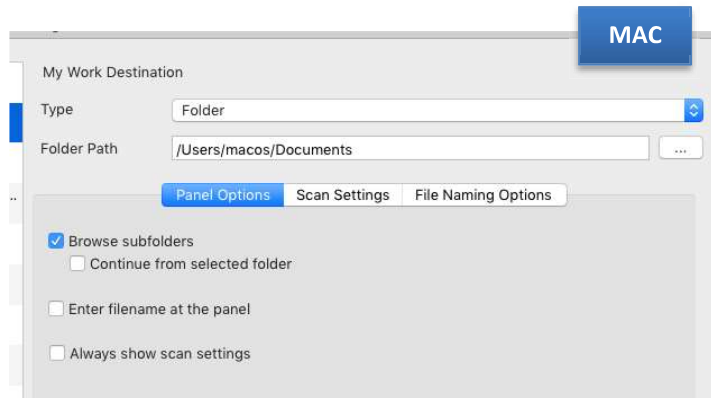 MAC
My Work Destination
Type Folder
Folder Path /Users/macos/Documents ...
..
Panel Options Scan Settings File Naming Options
Browse subfolders
Continue from selected folder
Enter filename at the panel
Always show scan settings